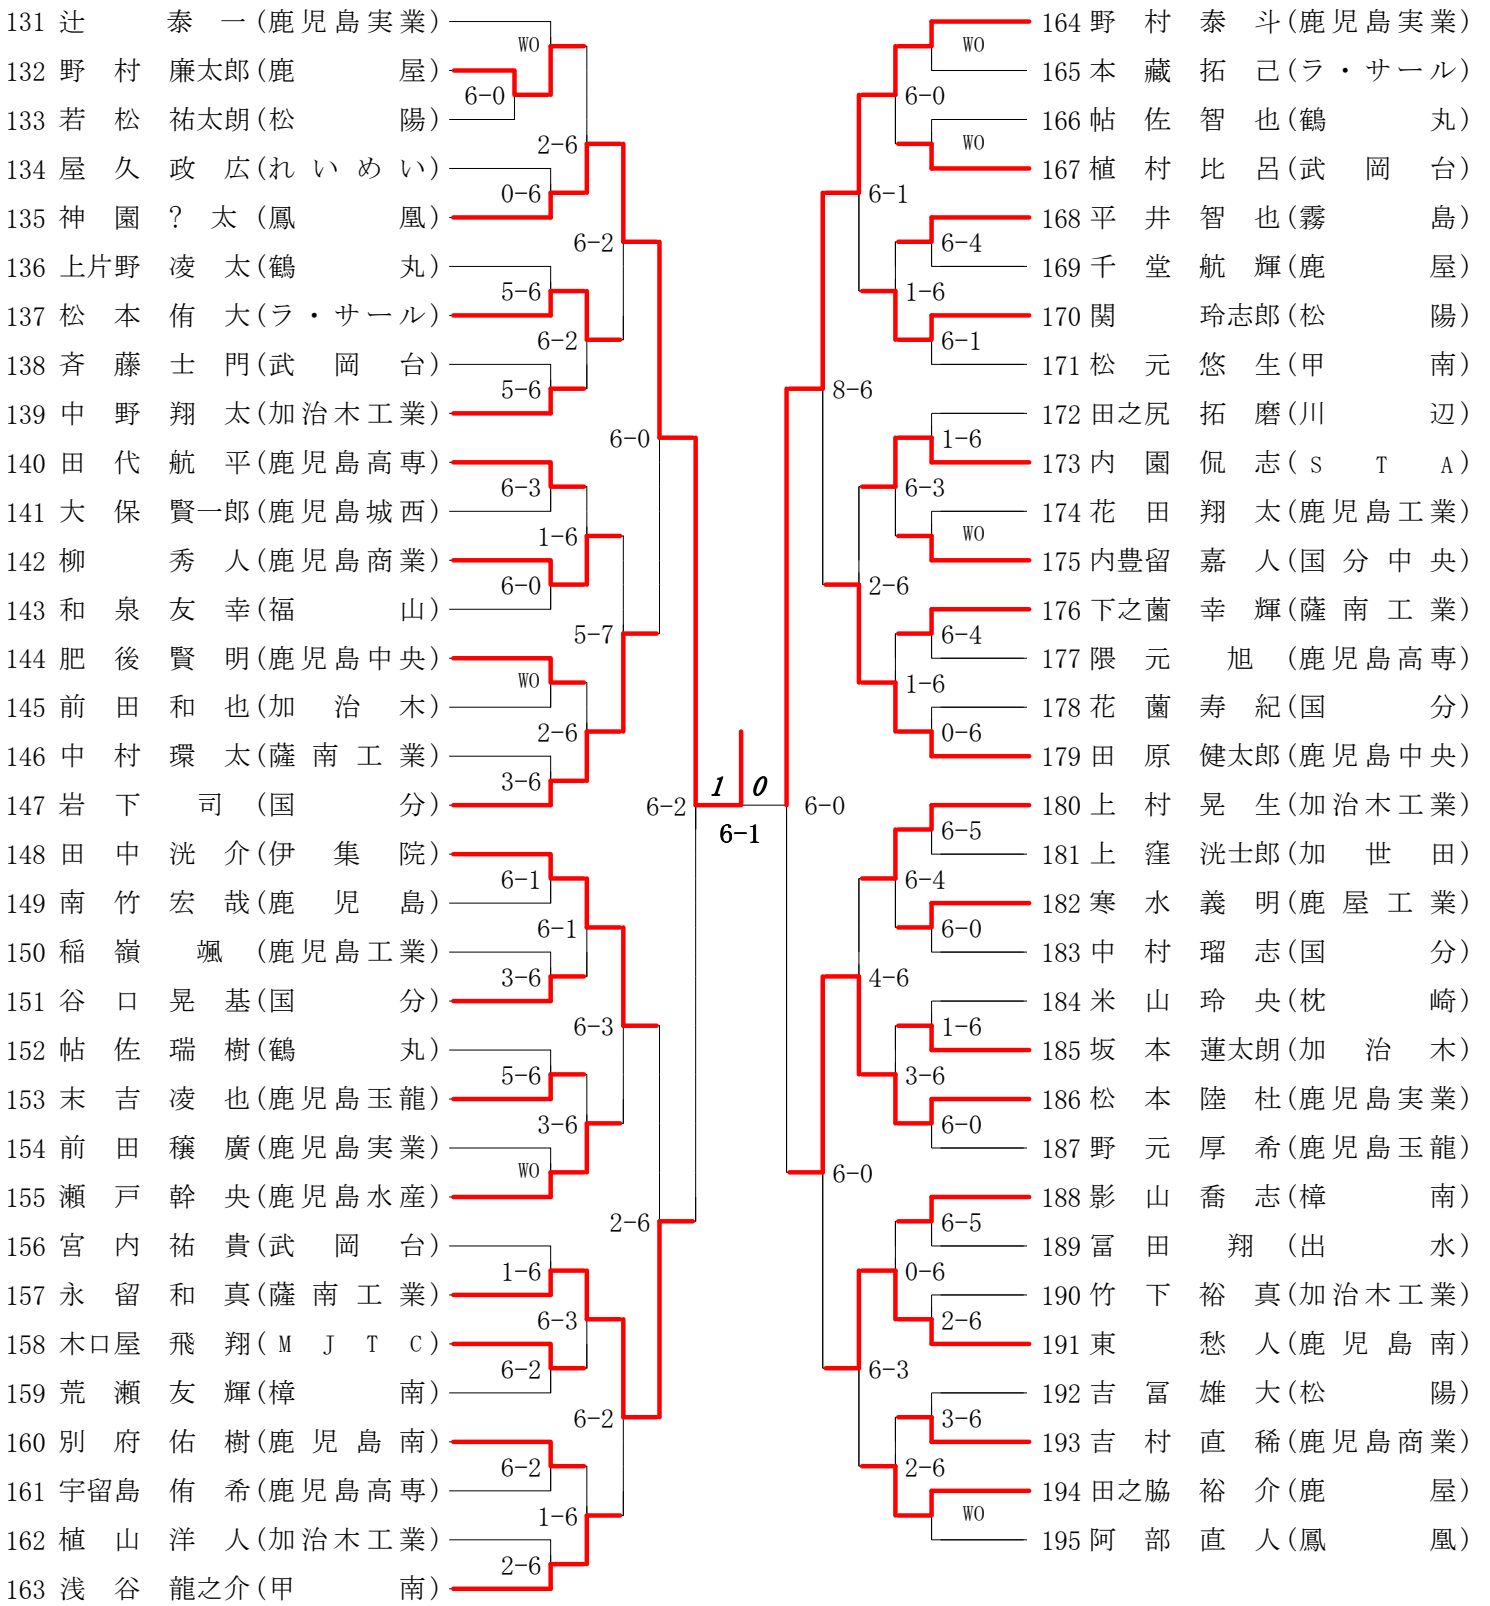 131 辻　泰一 (鹿児島実業)
WO
132 野村 廉太郎 (鹿屋)
6-0
133 若松 祐太朗 (松陽)
2-6
134 屋久 政広 (れいめい)
0-6
135 神園 ?太 (鳳凰)
6-2
136 上片野 凌太 (鶴丸)
5-6
137 松本 侑大 (ラ・サール)
6-2
138 斉藤 士門 (武岡台)
5-6
139 中野 翔太 (加治木工業)
6-0
140 田代 航平 (鹿児島高専)
6-3
141 大保 賢一郎 (鹿児島城西)
1-6
142 柳 秀人 (鹿児島商業)
6-0
143 和泉 友幸 (福山)
5-7
144 肥後 賢明 (鹿児島中央)
WO
145 前田 和也 (加治木)
2-6
146 中村 環太 (薩南工業)
3-6
147 岩下 司 (国分)
6-2
148 田中 洸介 (伊集院)
6-1
149 南竹 宏哉 (鹿児島)
6-1
150 稲嶺 颯 (鹿児島工業)
3-6
151 谷口 晃基 (国分)
6-3
152 帖佐 瑞樹 (鶴丸)
5-6
153 末吉 凌也 (鹿児島玉龍)
3-6
154 前田 穣廣 (鹿児島実業)
WO
155 瀬戸 幹央 (鹿児島水産)
2-6
156 宮内 祐貴 (武岡台)
1-6
157 永留 和真 (薩南工業)
6-3
158 木口屋 飛翔 (MJTC)
6-2
159 荒瀬 友輝 (樟南)
6-2
160 別府 佑樹 (鹿児島南)
6-2
161 宇留島 侑希 (鹿児島高専)
1-6
162 植山 洋人 (加治木工業)
2-6
163 浅谷 龍之介 (甲南)
1 0
6-1
164 野村 泰斗 (鹿児島実業)
WO
165 本藏 拓己 (ラ・サール)
6-0
166 帖佐 智也 (鶴丸)
WO
167 植村 比呂 (武岡台)
6-1
168 平井 智也 (霧島)
6-4
169 千堂 航輝 (鹿屋)
1-6
170 関 玲志郎 (松陽)
6-1
171 松元 悠生 (甲南)
8-6
172 田之尻 拓磨 (川辺)
1-6
173 内園 侃志 (STA)
6-3
174 花田 翔太 (鹿児島工業)
WO
175 内豊留 嘉人 (国分中央)
2-6
176 下之薗 幸輝 (薩南工業)
6-4
177 隈元 旭 (鹿児島高専)
1-6
178 花薗 寿紀 (国分)
0-6
179 田原 健太郎 (鹿児島中央)
6-0
180 上村 晃生 (加治木工業)
6-5
181 上窪 洸士郎 (加世田)
6-4
182 寒水 義明 (鹿屋工業)
6-0
183 中村 瑠志 (国分)
4-6
184 米山 玲央 (枕崎)
1-6
185 坂本 蓮太朗 (加治木)
3-6
186 松本 陸杜 (鹿児島実業)
6-0
187 野元 厚希 (鹿児島玉龍)
6-0
188 影山 喬志 (樟南)
6-5
189 冨田 翔 (出水)
0-6
190 竹下 裕真 (加治木工業)
2-6
191 東 愁人 (鹿児島南)
6-3
192 吉冨 雄大 (松陽)
3-6
193 吉村 直稀 (鹿児島商業)
2-6
194 田之脇 裕介 (鹿屋)
WO
195 阿部 直人 (鳳凰)